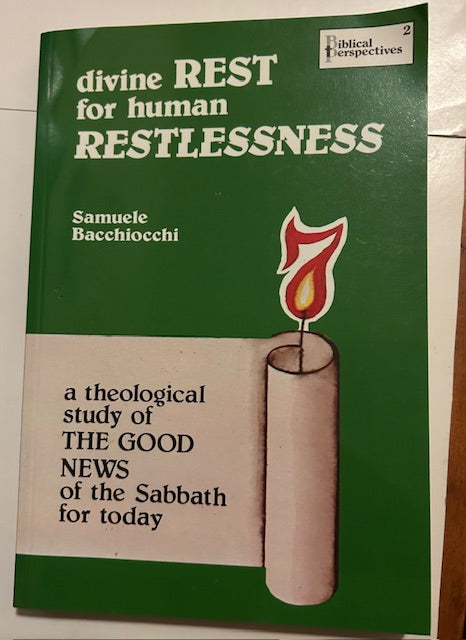 2
Biblical
Perspectives
divine REST
for human
RESTLESSNESS
Samuele
Bacchiocchi
7
a theological
study of
THE GOOD
NEWS
of the Sabbath
for today